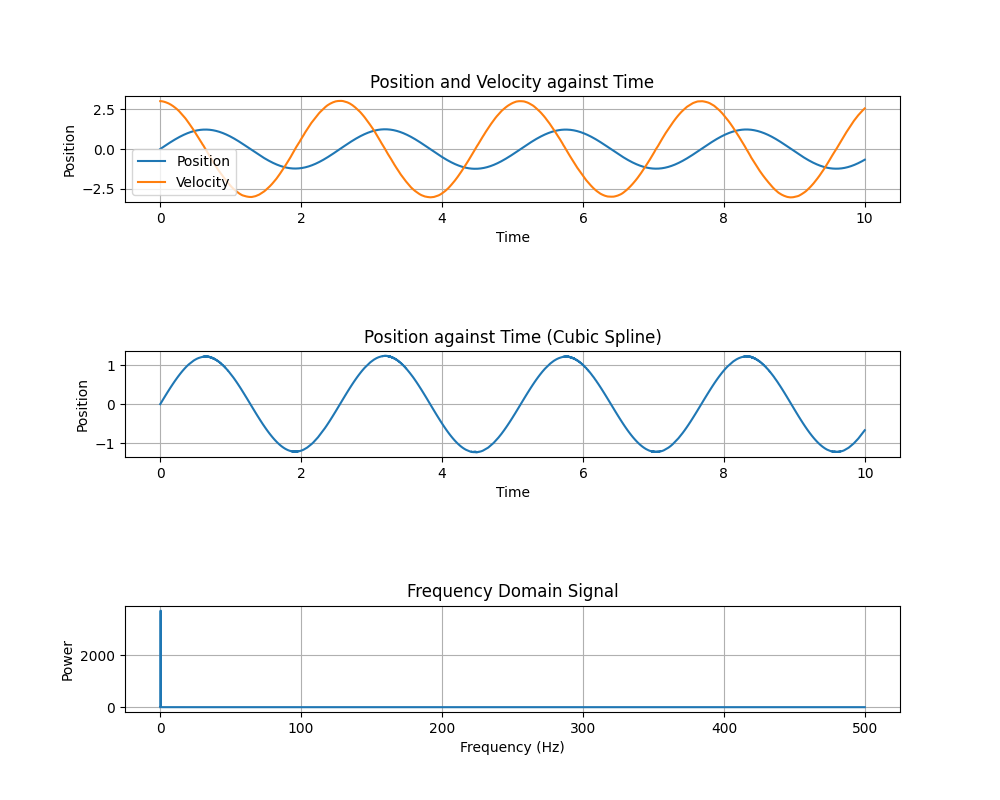 Position and Velocity against Time
Position
2.5
0.0
−2.5
Position
Velocity
0 2 4 6 8 10
Time
Position against Time (Cubic Spline)
Position
1
0
−1
0 2 4 6 8 10
Time
Frequency Domain Signal
Power
2000
0
0 100 200 300 400 500
Frequency (Hz)